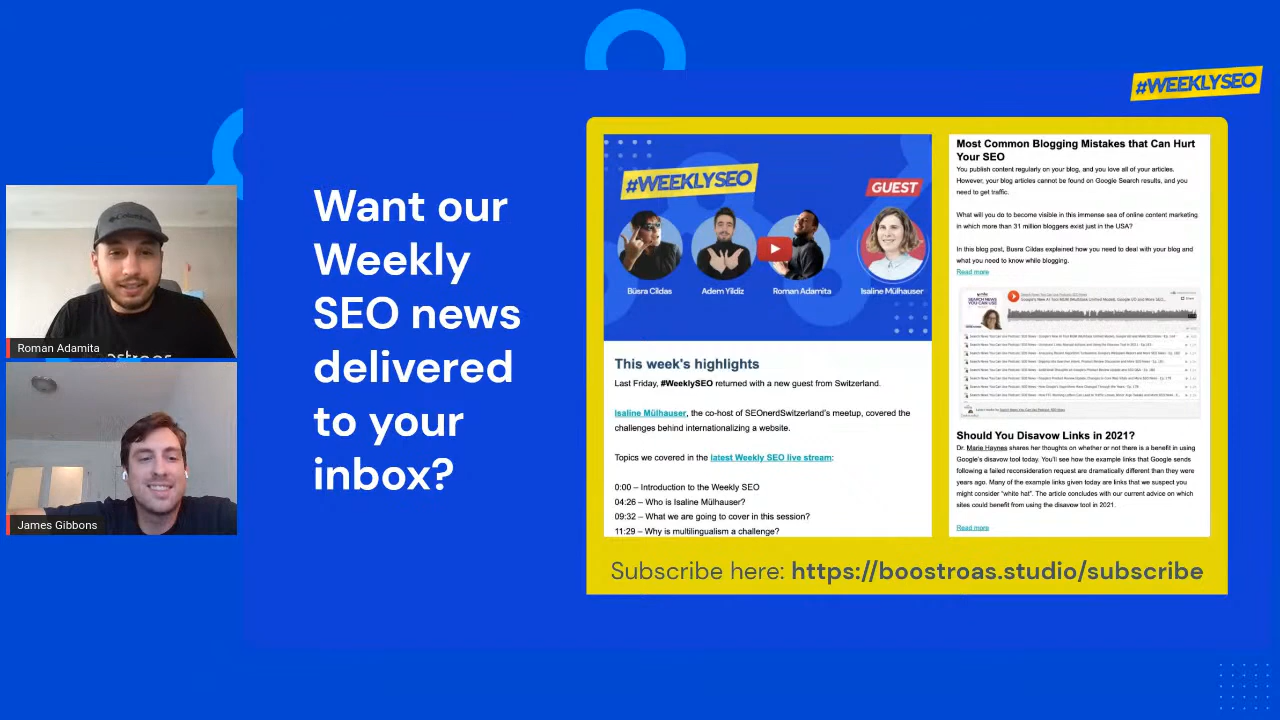 #WEEKLYSEO
Want our
Weekly
SEO news
delivered
to your
inbox?
Roman Adamita
James Gibbons
#WEEKLYSEO
GUEST
Büsra Cildas
Adem Yildiz
Roman Adamita
Isaline Mülhauser
This week's highlights
Last Friday, #WeeklySEO returned with a new guest from Switzerland.
Isaline Mülhauser, the co-host of SEOnerdSwitzerland's meetup, covered the
challenges behind internationalizing a website.
Topics we covered in the latest Weekly SEO live stream:
0:00 – Introduction to the Weekly SEO
04:26 – Who is Isaline Mülhauser?
09:32 – What we are going to cover in this session?
11:29 – Why is multilingualism a challenge?
Most Common Blogging Mistakes that Can Hurt
Your SEO
You publish content regularly on your blog, and you love all of your articles.
However, your blog articles cannot be found on Google Search results, and you
need to get traffic.
What will you do to become visible in this immense sea of online content marketing
in which more than 31 million bloggers exist just in the USA?
In this blog post, Busra Cildas explained how you need to deal with your blog and
what you need to know while blogging.
Read more
SEARCH NEWS
YOU CAN USE
Should You Disavow Links in 2021?
Dr. Marie Haynes shares her thoughts on whether or not there is a benefit in using
Google's disavow tool today. You'll see how the example links that Google sends
following a failed reconsideration request are dramatically different than they were
years ago. Many of the example links given today are links that we suspect you
might consider "white hat". The article concludes with our current advice on which
sites could benefit from using the disavow tool in 2021.
Read more
Subscribe here: https://boostroas.studio/subscribe